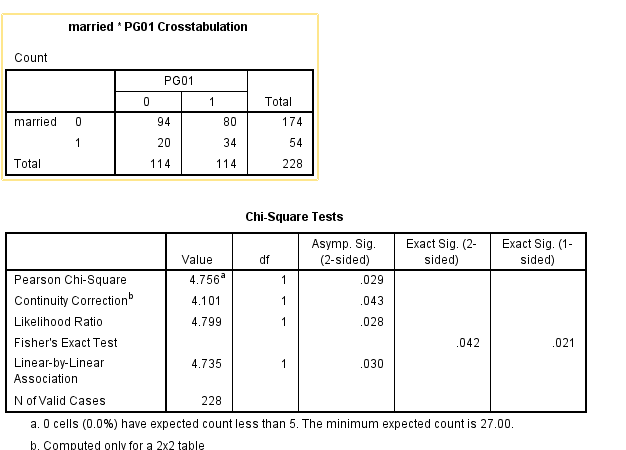 married * PG01 Crosstabulation
Count
PG01
0 1 Total
married 0 94 80 174
1 20 34 54
Total 114 114 228
Chi-Square Tests
Value df Asymp. Sig. (2-sided) Exact Sig. (2-sided) Exact Sig. (1-sided)
Pearson Chi-Square 4.756a 1 .029
Continuity Correctionb 4.101 1 .043
Likelihood Ratio 4.799 1 .028
Fisher's Exact Test .042 .021
Linear-by-Linear Association 4.735 1 .030
N of Valid Cases 228
a. 0 cells (0.0%) have expected count less than 5. The minimum expected count is 27.00.
b. Computed only for a 2x2 table